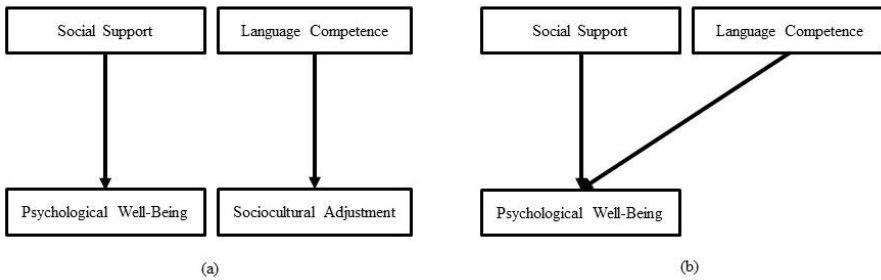 Social Support
Language Competence
Social Support
Language Competence
Psychological Well-Being
Sociocultural Adjustment
Psychological Well-Being
(a)
(b)